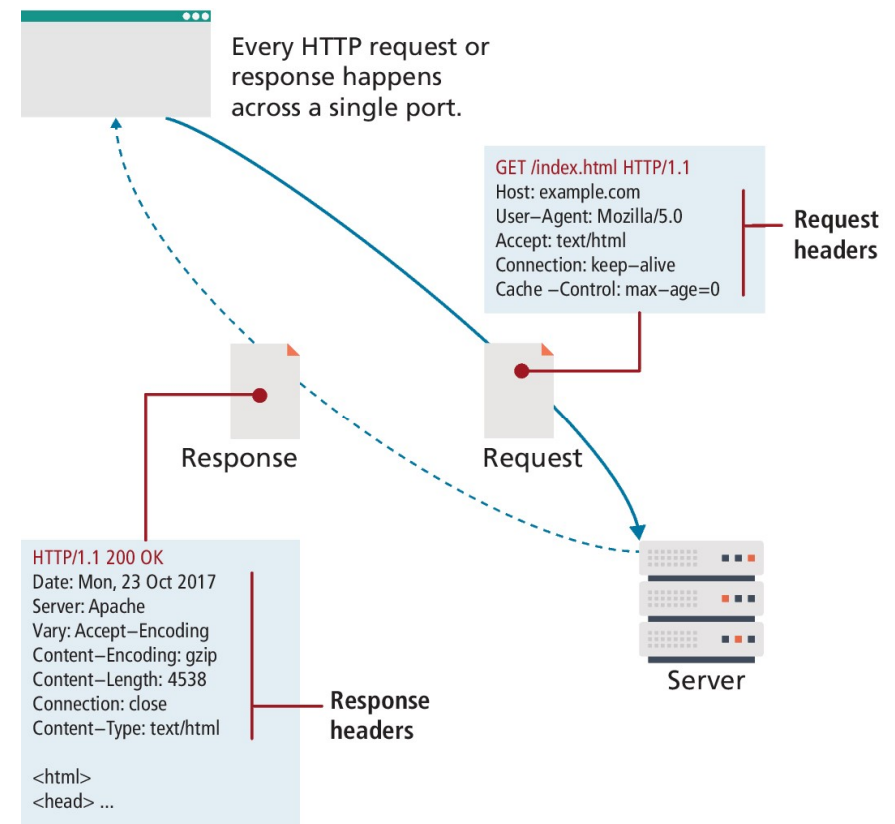 Every HTTP request or
response happens
across a single port.
GET /index.html HTTP/1.1
Host: example.com
User–Agent: Mozilla/5.0
Accept: text/html
Connection: keep–alive
Cache –Control: max–age=0
Request
headers
Response
Request
HTTP/1.1 200 OK
Date: Mon, 23 Oct 2017
Server: Apache
Vary: Accept–Encoding
Content–Encoding: gzip
Content–Length: 4538
Connection: close
Content–Type: text/html
<html>
<head> ...
Response
headers
Server